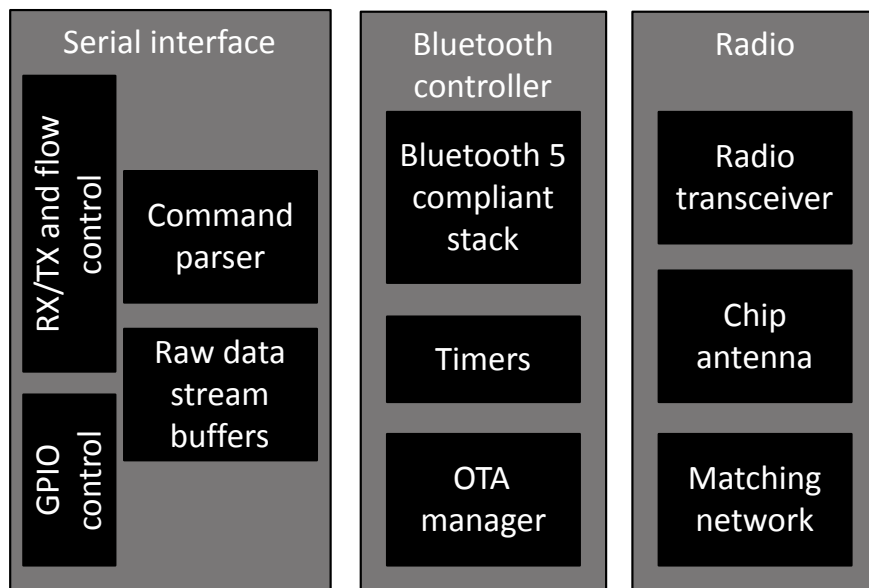 Serial interface
RX/TX and flow
control
Command
parser
Raw data
stream
buffers
GPIO
control
Bluetooth
controller
Bluetooth 5
compliant
stack
Timers
OTA
manager
Radio
Radio
transceiver
Chip
antenna
Matching
network